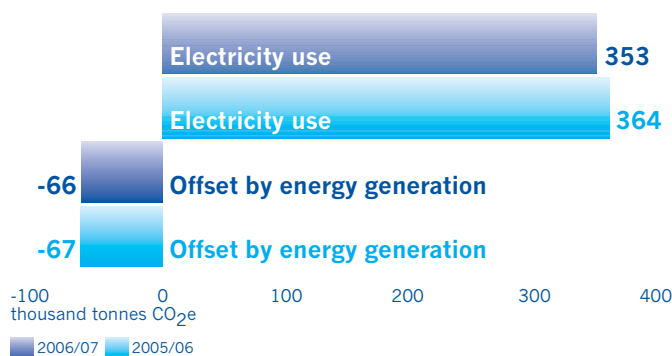 Electricity use 353
Electricity use 364
-66 Offset by energy generation
-67 Offset by energy generation
-100 0 100 200 300 400
thousand tonnes CO2e
2006/07 2005/06